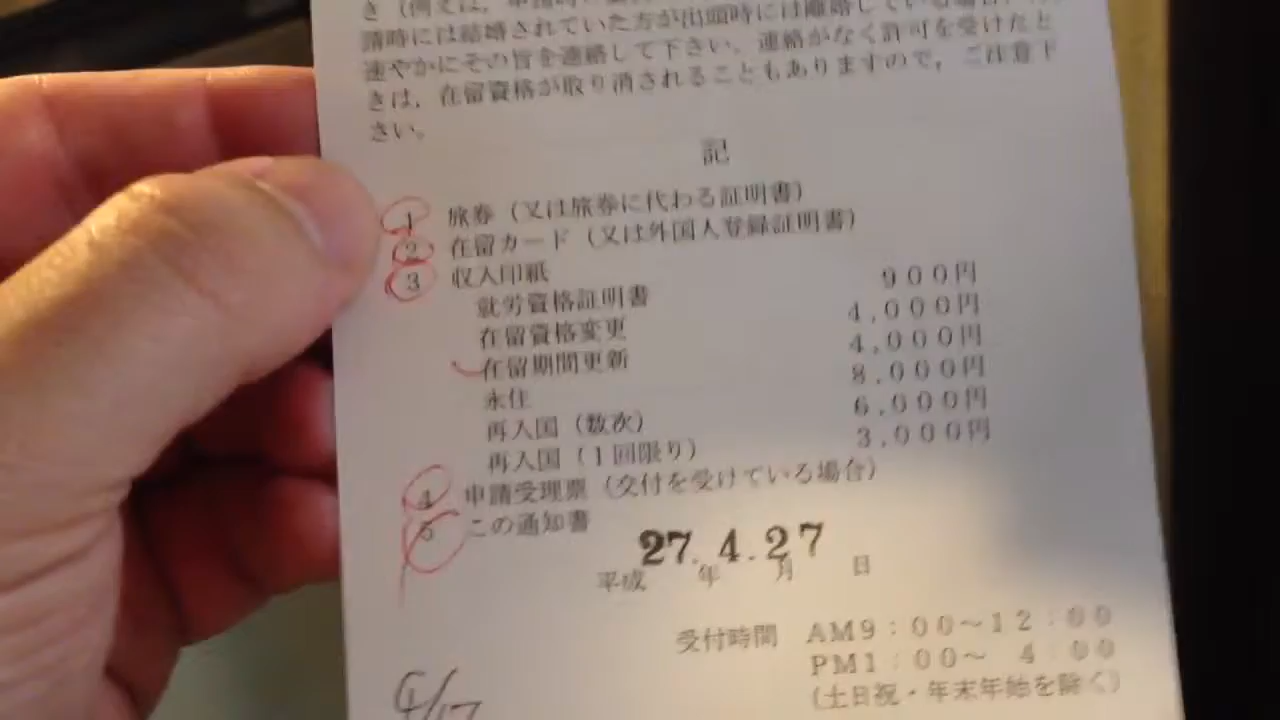 請時には結婚されていた方が出頭時には離婚している場合
速やかにその旨を連絡して下さい。連絡がなく許可を受けたと
きは，在留資格が取り消されることもありますので，ご注意下
さい。
記
1 旅券（又は旅券に代わる証明書）
2 在留カード（又は外国人登録証明書）
3 収入印紙
就労資格証明書 900円
在留資格変更 4,000円
在留期間更新 4,000円
永住 8,000円
再入国（数次） 6,000円
再入国（1回限り） 3,000円
4 申請受理票（交付を受けている場合）
5 この通知書
27.4.27
平成 年 月 日
受付時間 AM9：00～12：00
PM1：00～ 4：00
（土日祝・年末年始を除く）